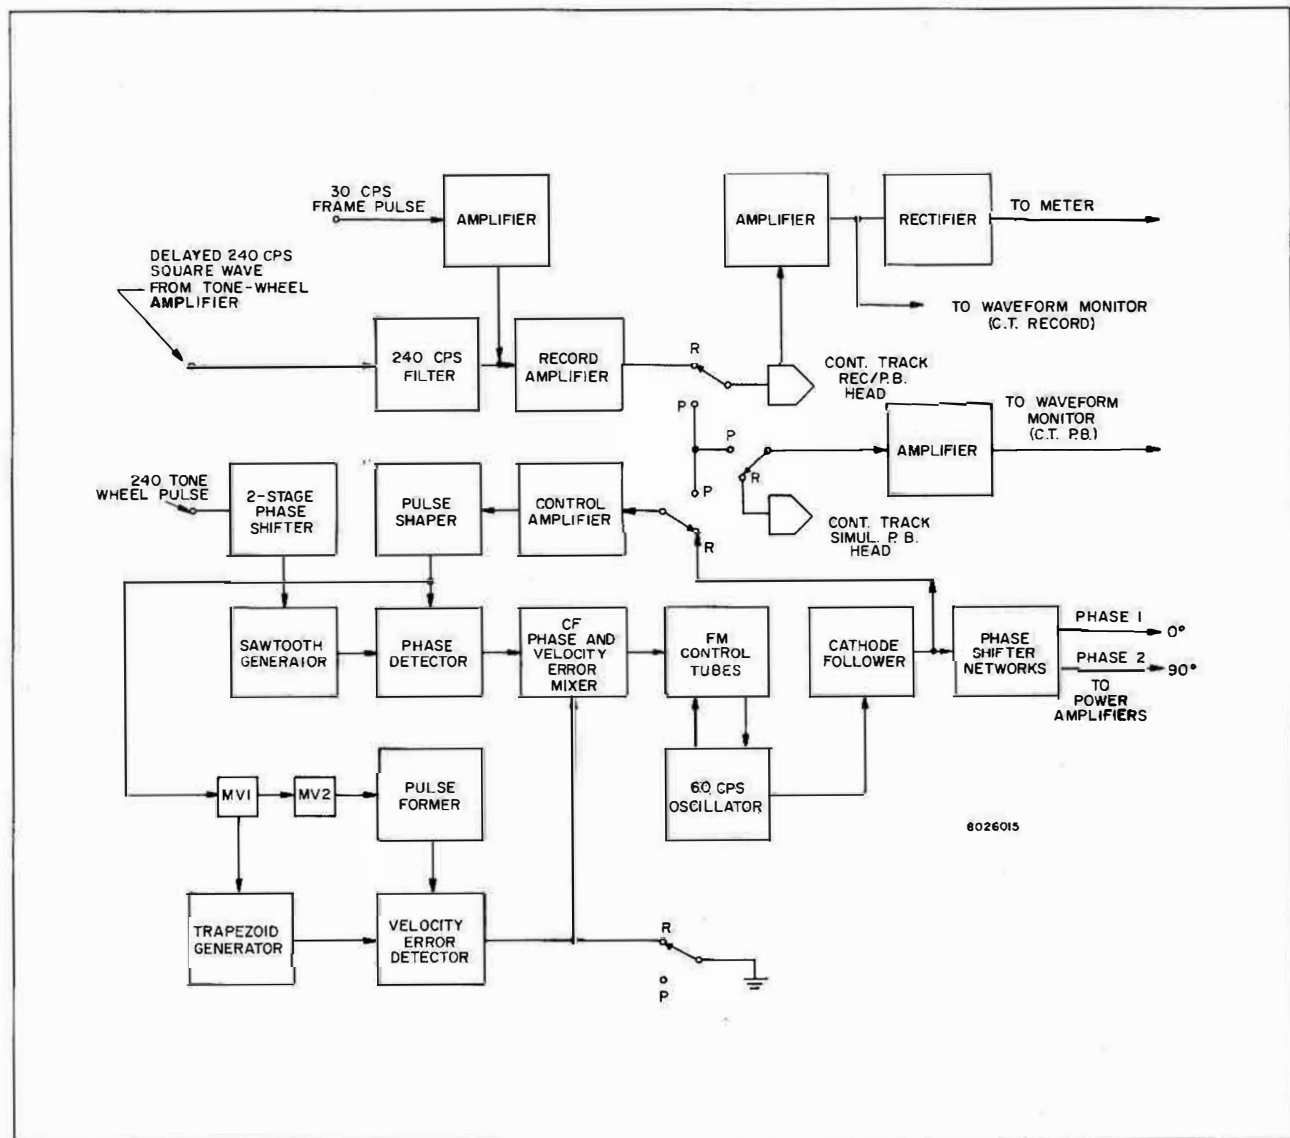 30 CPS
FRAME PULSE
AMPLIFIER
AMPLIFIER
RECTIFIER
TO METER
DELAYED 240 CPS
SQUARE WAVE
FROM TONE-WHEEL
AMPLIFIER
TO WAVEFORM MONITOR
(C.T. RECORD)
240 CPS
FILTER
RECORD
AMPLIFIER
R
CONT. TRACK
REC/P.B.
HEAD
P
P
R
P
AMPLIFIER
TO WAVEFORM
MONITOR
(C.T. P.B.)
240 TONE
WHEEL PULSE
2-STAGE
PHASE
SHIFTER
PULSE
SHAPER
CONTROL
AMPLIFIER
R
CONT. TRACK
SIMUL. P. B.
HEAD
SAWTOOTH
GENERATOR
PHASE
DETECTOR
CF
PHASE AND
VELOCITY
ERROR
MIXER
FM
CONTROL
TUBES
CATHODE
FOLLOWER
PHASE
SHIFTER
NETWORKS
PHASE 1
0°
PHASE 2
90°
TO
POWER
AMPLIFIERS
MV1
MV2
PULSE
FORMER
60 CPS
OSCILLATOR
6026015
TRAPEZOID
GENERATOR
VELOCITY
ERROR
DETECTOR
R
P